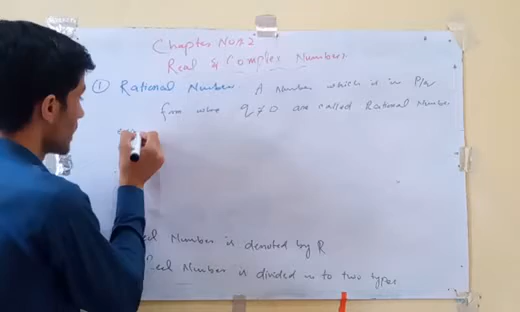 Chapter No:2
Real & Complex Numbers
① Rational Number: A Number which is in P/q
form where q ≠ 0 are called Rational Number.
Number is denoted by R
Real Number is divided in to two types